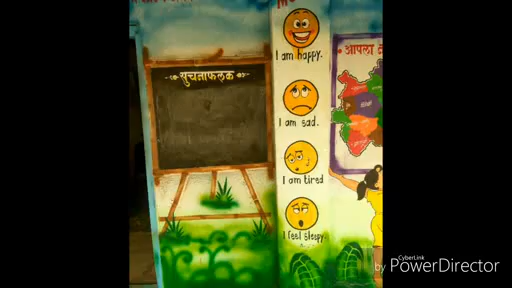 सुचनाफलक
I am happy.
I am sad.
I am tired
I feel sleepy.
आपला
CyberLink
by PowerDirector